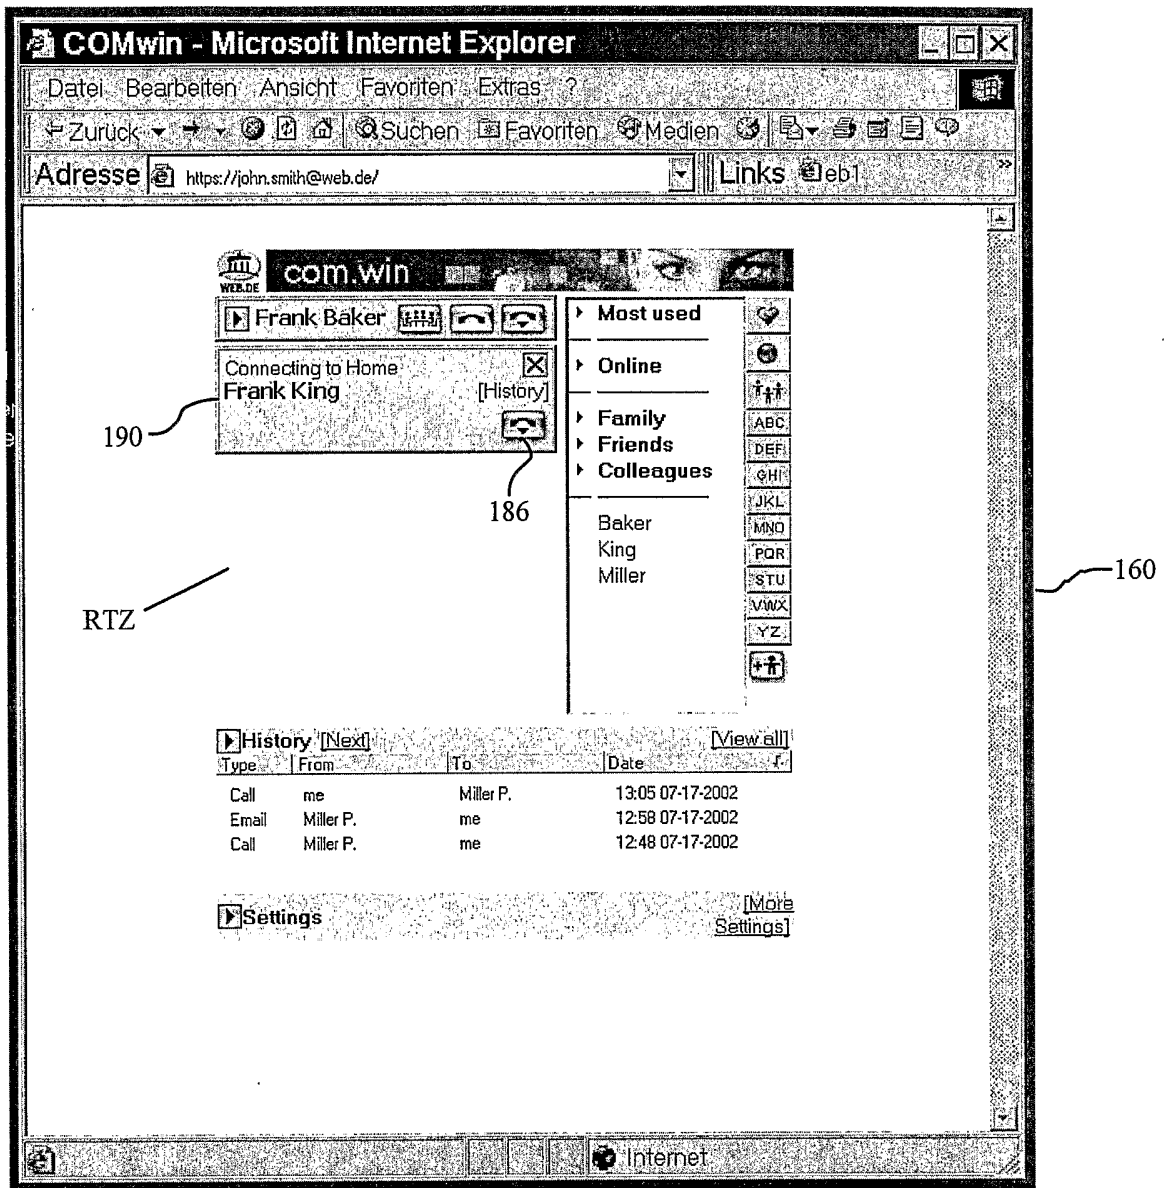 COMwin - Microsoft Internet Explorer
Datei Bearbeiten Ansicht Favoriten Extras ?
Zurück Suchen Favoriten Medien
Adresse https://john.smith@web.de/ Links eb1
WEB.DE com.win
Frank Baker
Connecting to Home
Frank King [History]
190
186
RTZ
160
Most used
Online
Family
Friends
Colleagues
Baker
King
Miller
ABC
DEF
GHI
JKL
MNO
PQR
STU
VWX
YZ
History [Next] [View all]
Type From To Date
Call me Miller P. 13:05 07-17-2002
Email Miller P. me 12:58 07-17-2002
Call Miller P. me 12:48 07-17-2002
Settings [More
Settings]
Internet